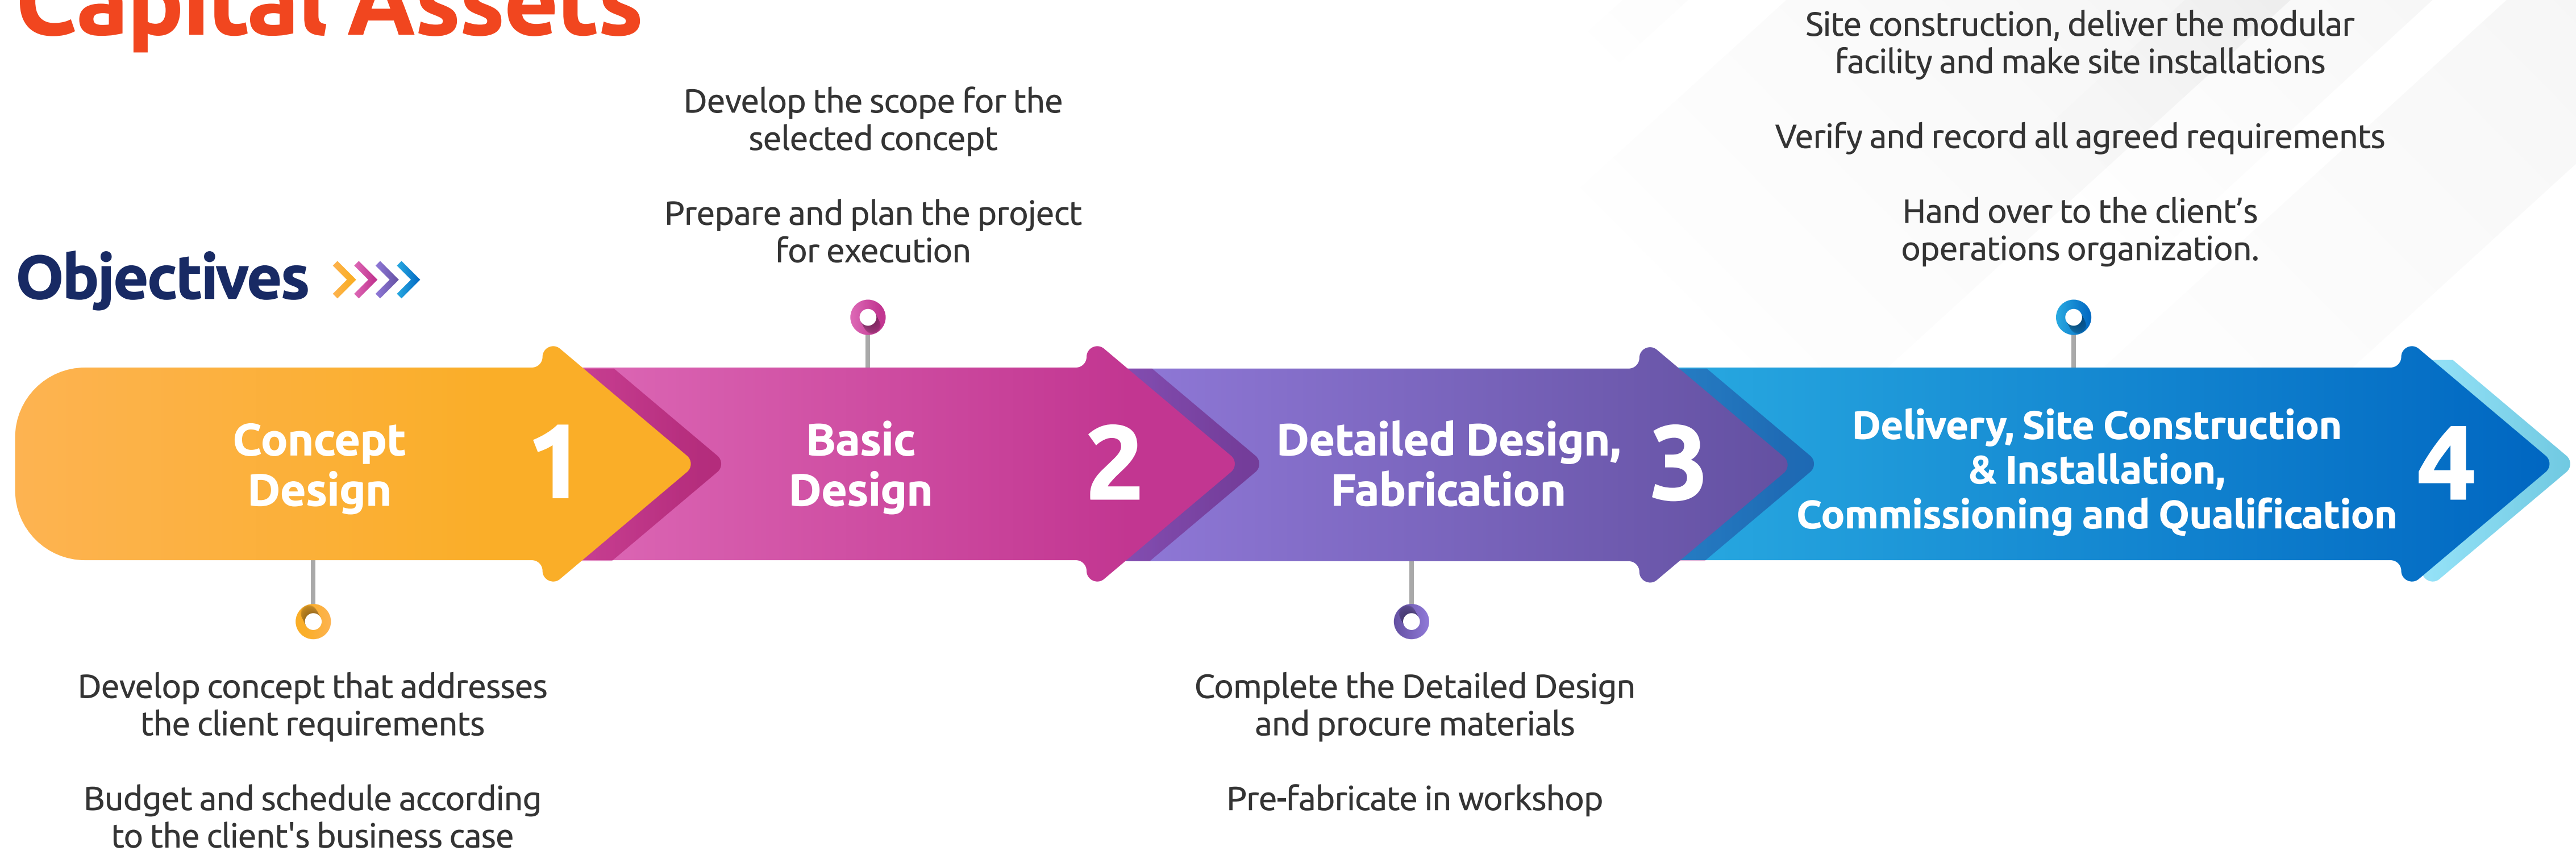 Capital Assets
Objectives
Concept
Design
1
Develop concept that addresses
the client requirements
Budget and schedule according
to the client's business case
Develop the scope for the
selected concept
Prepare and plan the project
for execution
Basic
Design
2
Detailed Design,
Fabrication
3
Complete the Detailed Design
and procure materials
Pre-fabricate in workshop
Site construction, deliver the modular
facility and make site installations
Verify and record all agreed requirements
Hand over to the client’s
operations organization.
Delivery, Site Construction
& Installation,
Commissioning and Qualification
4